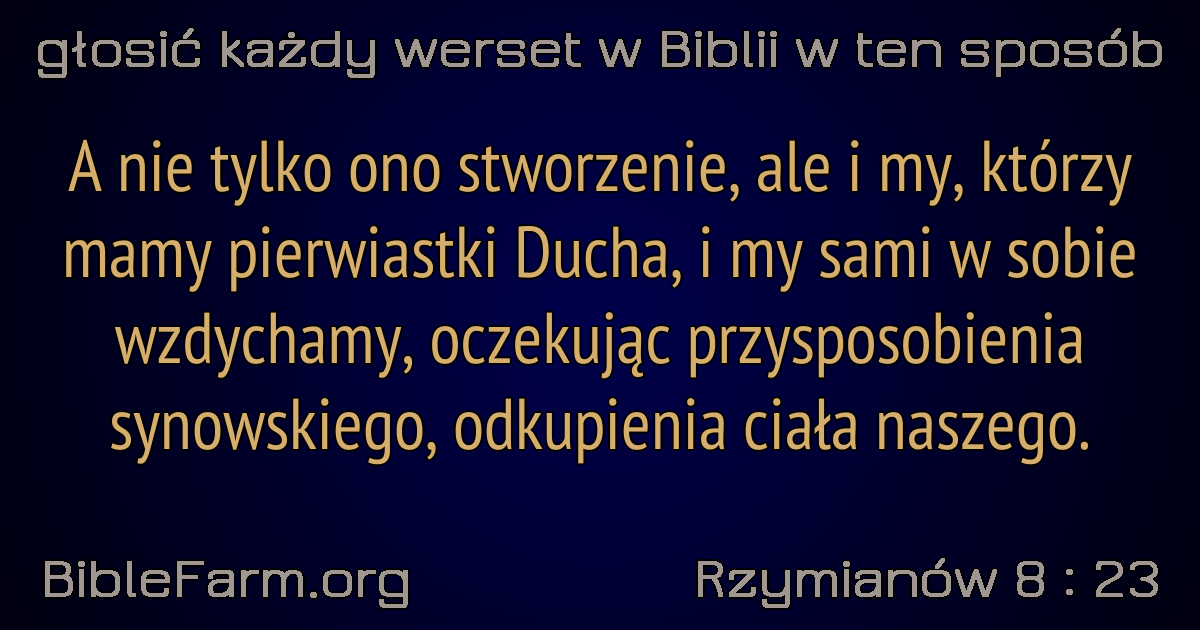 głosić każdy werset w Biblii w ten sposób
A nie tylko ono stworzenie, ale i my, którzy
mamy pierwiastki Ducha, i my sami w sobie
wzdychamy, oczekując przysposobienia
synowskiego, odkupienia ciała naszego.
BibleFarm.org
Rzymianów 8 : 23